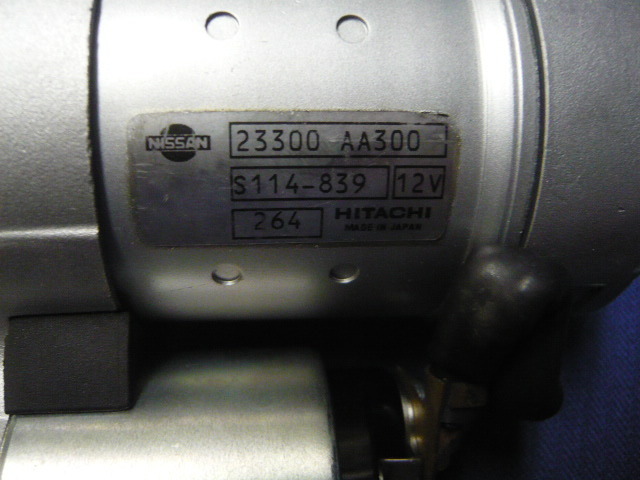 NISSAN 23300 AA300
S114-839 12V
264 HITACHI
MADE IN JAPAN